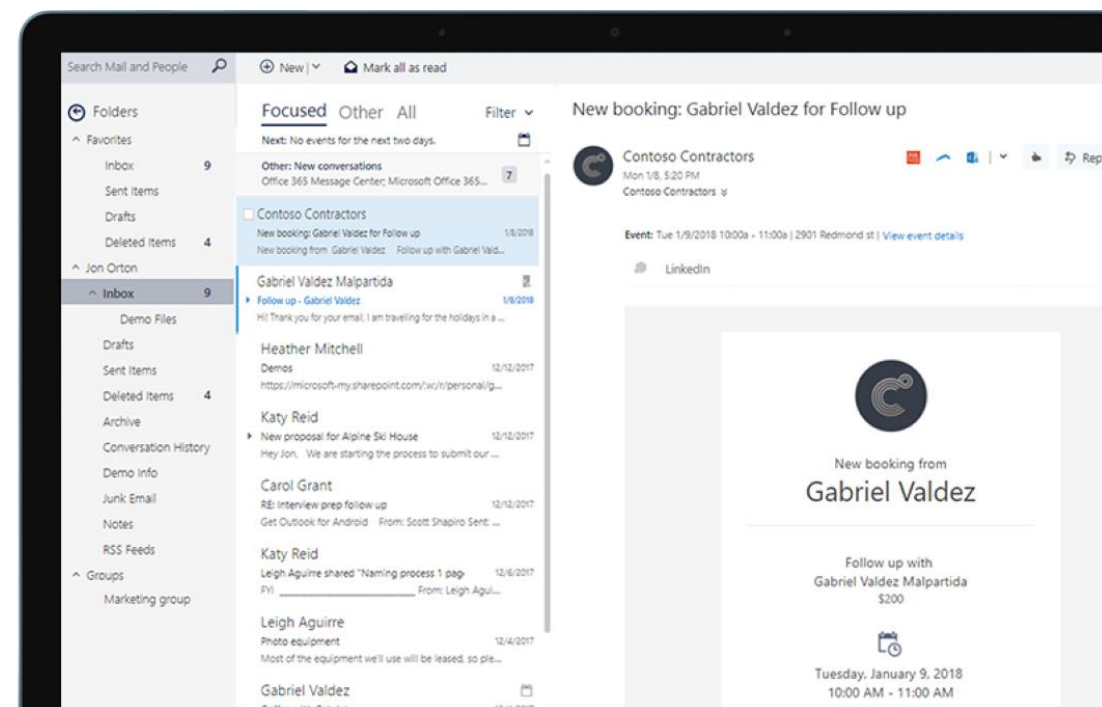 Search Mail and People
New
Mark all as read
Folders
Favorites
Inbox 9
Sent Items
Drafts
Deleted Items 4
Jon Orton
Inbox 9
Demo Files
Drafts
Sent Items
Deleted Items 4
Archive
Conversation History
Demo Info
Junk Email
Notes
RSS Feeds
Groups
Marketing group
Focused Other All Filter
Next: No events for the next two days.
Other: New conversations
Office 365 Message Center; Microsoft Office 365... 7
Contoso Contractors
New booking: Gabriel Valdez for Follow up 1/8/2018
New booking from Gabriel Valdez Follow up with Gabriel Vald...
Gabriel Valdez Malpartida
Follow up - Gabriel Valdez 1/8/2018
Hi! Thank you for your email, I am travelling for the holidays in a ...
Heather Mitchell
Demos 12/12/2017
https://microsoft-my.sharepoint.com/:w:/r/personal/g...
Katy Reid
New proposal for Alpine Ski House 12/12/2017
Hey Jon, We are starting the process to submit our ...
Carol Grant
RE: Interview prep follow up 12/12/2017
Get Outlook for Android From: Scott Shapiro Sent: ...
Katy Reid
Leigh Aguirre shared "Naming process 1 pag 12/6/2017
FYI ____________________ From: Leigh Agui...
Leigh Aguirre
Photo equipment 12/4/2017
Most of the equipment we'll use will be leased, so ple...
Gabriel Valdez
New booking: Gabriel Valdez for Follow up
Contoso Contractors
Mon 1/8, 5:20 PM
Contoso Contractors
Rep
Event: Tue 1/9/2018 10:00a - 11:00a | 2901 Redmond st | View event details
LinkedIn
New booking from
Gabriel Valdez
Follow up with
Gabriel Valdez Malpartida
$200
Tuesday, January 9, 2018
10:00 AM - 11:00 AM